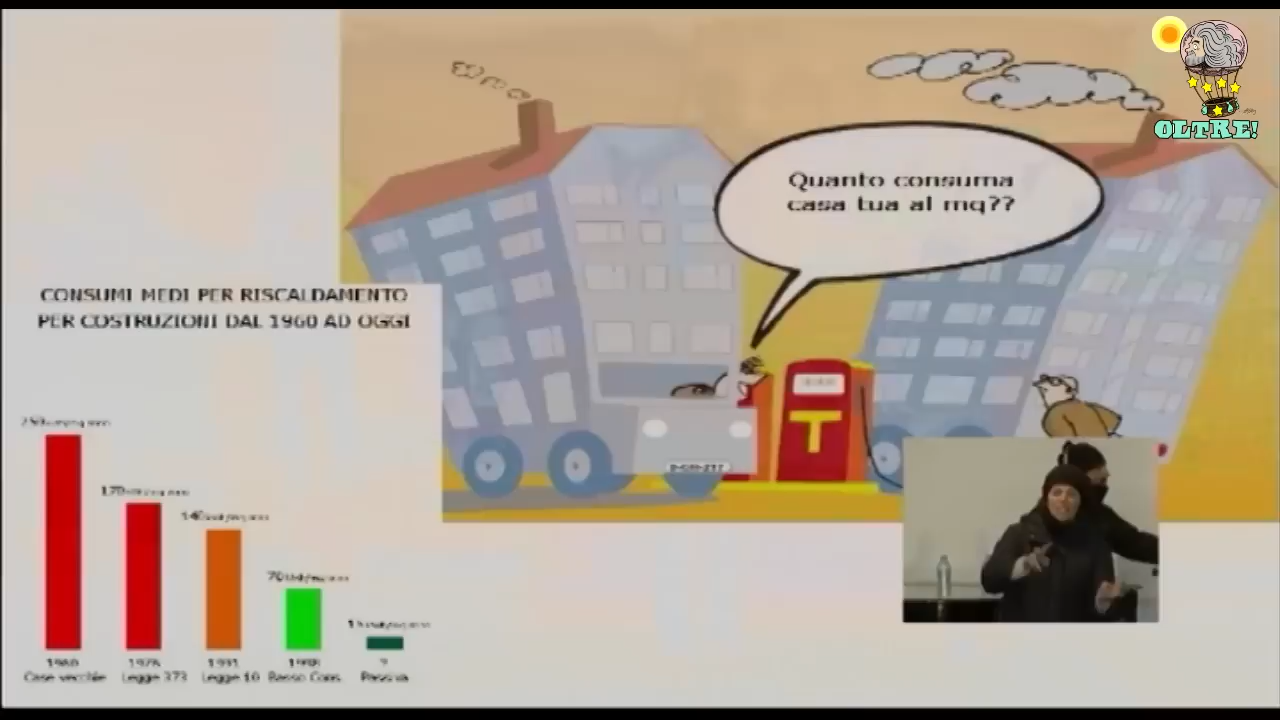 OLTRE!
Quanto consuma
casa tua al mq??
CONSUMI MEDI PER RISCALDAMENTO
PER COSTRUZIONI DAL 1960 AD OGGI
T
170
140
70
1960
1976
1991
1998
?
Case vecchie
Legge 373
Legge 10
Basso Cons.
Passiva